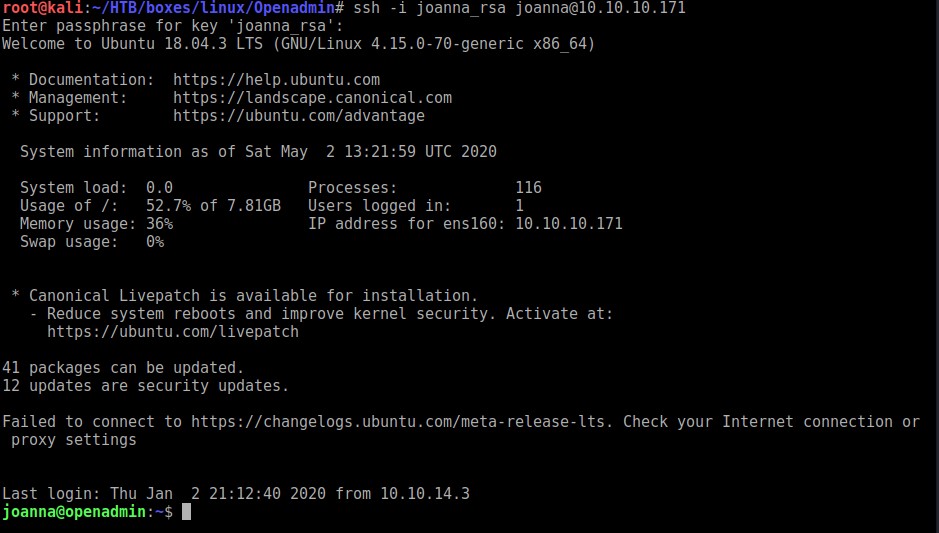 root@kali:~/HTB/boxes/linux/Openadmin# ssh -i joanna_rsa joanna@10.10.10.171
Enter passphrase for key 'joanna_rsa':
Welcome to Ubuntu 18.04.3 LTS (GNU/Linux 4.15.0-70-generic x86_64)

 * Documentation:  https://help.ubuntu.com
 * Management:     https://landscape.canonical.com
 * Support:        https://ubuntu.com/advantage

  System information as of Sat May  2 13:21:59 UTC 2020

  System load:  0.0               Processes:             116
  Usage of /:   52.7% of 7.81GB   Users logged in:       1
  Memory usage: 36%               IP address for ens160: 10.10.10.171
  Swap usage:   0%


 * Canonical Livepatch is available for installation.
   - Reduce system reboots and improve kernel security. Activate at:
     https://ubuntu.com/livepatch

41 packages can be updated.
12 updates are security updates.

Failed to connect to https://changelogs.ubuntu.com/meta-release-lts. Check your Internet connection or
 proxy settings


Last login: Thu Jan  2 21:12:40 2020 from 10.10.14.3
joanna@openadmin:~$